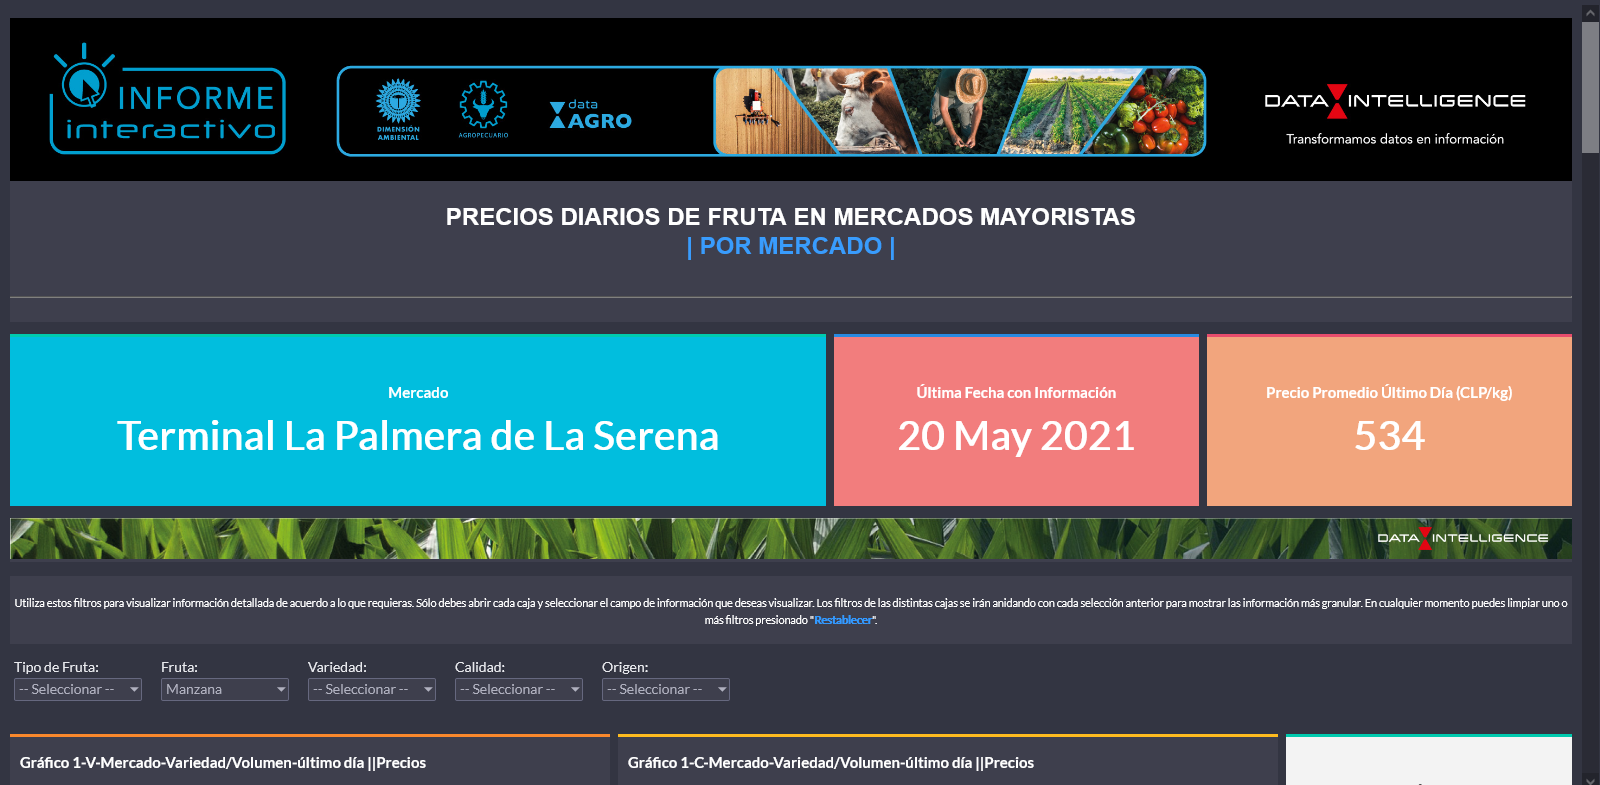 INFORME
interactivo
DIMENSIÓN
AMBIENTAL
AGROPECUARIO
data
AGRO
DATA INTELLIGENCE
Transformamos datos en información
PRECIOS DIARIOS DE FRUTA EN MERCADOS MAYORISTAS
| POR MERCADO |
Mercado
Terminal La Palmera de La Serena
Última Fecha con Información
20 May 2021
Precio Promedio Último Día (CLP/kg)
534
DATA INTELLIGENCE
Utiliza estos filtros para visualizar información detallada de acuerdo a lo que requieras. Sólo debes abrir cada caja y seleccionar el campo de información que deseas visualizar. Los filtros de las distintas cajas se irán anidando con cada selección anterior para mostrar las información más granular. En cualquier momento puedes limpiar uno o
más filtros presionado "Restablecer".
Tipo de Fruta: Fruta: Variedad: Calidad: Origen:
-- Seleccionar -- Manzana -- Seleccionar -- -- Seleccionar -- -- Seleccionar --
Gráfico 1-V-Mercado-Variedad/Volumen-último día ||Precios
Gráfico 1-C-Mercado-Variedad/Volumen-último día ||Precios